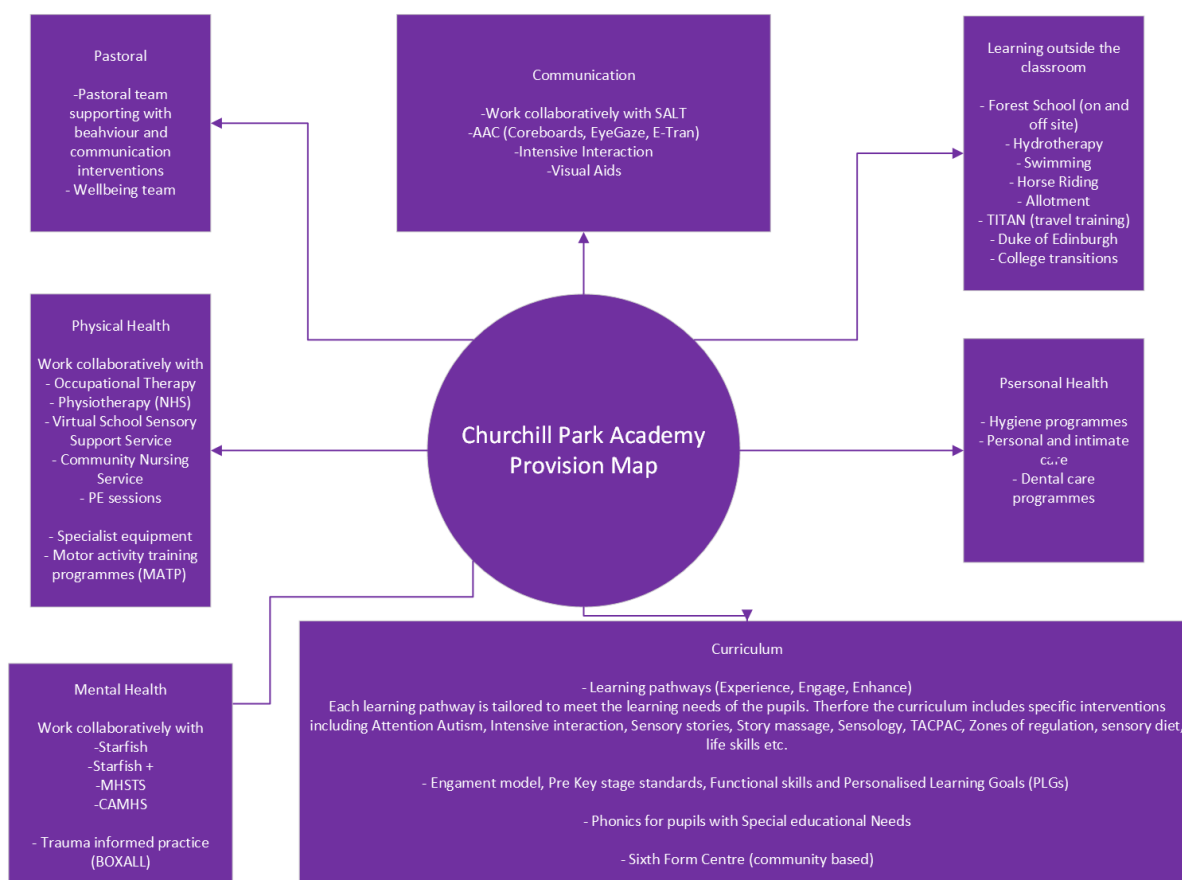 Pastoral
-Pastoral team
supporting with
beahviour and
communication
interventions
- Wellbeing team
Communication
-Work collaboratively with SALT
-AAC (Coreboards, EyeGaze, E-Tran)
-Intensive Interaction
-Visual Aids
Learning outside the
classroom
- Forest School (on and
off site)
- Hydrotherapy
- Swimming
- Horse Riding
- Allotment
- TITAN (travel training)
- Duke of Edinburgh
- College transitions
Physical Health
Work collaboratively with
- Occupational Therapy
- Physiotherapy (NHS)
- Virtual School Sensory
Support Service
- Community Nursing
Service
- PE sessions
- Specialist equipment
- Motor activity training
programmes (MATP)
Churchill Park Academy
Provision Map
Psersonal Health
- Hygiene programmes
- Personal and intimate
care
- Dental care
programmes
Mental Health
Work collaboratively with
-Starfish
-Starfish +
-MHSTS
-CAMHS
- Trauma informed practice
(BOXALL)
Curriculum
- Learning pathways (Experience, Engage, Enhance)
Each learning pathway is tailored to meet the learning needs of the pupils. Therfore the curriculum includes specific interventions
including Attention Autism, Intensive interaction, Sensory stories, Story massage, Sensology, TACPAC, Zones of regulation, sensory diet,
life skills etc.
- Engament model, Pre Key stage standards, Functional skills and Personalised Learning Goals (PLGs)
- Phonics for pupils with Special educational Needs
- Sixth Form Centre (community based)